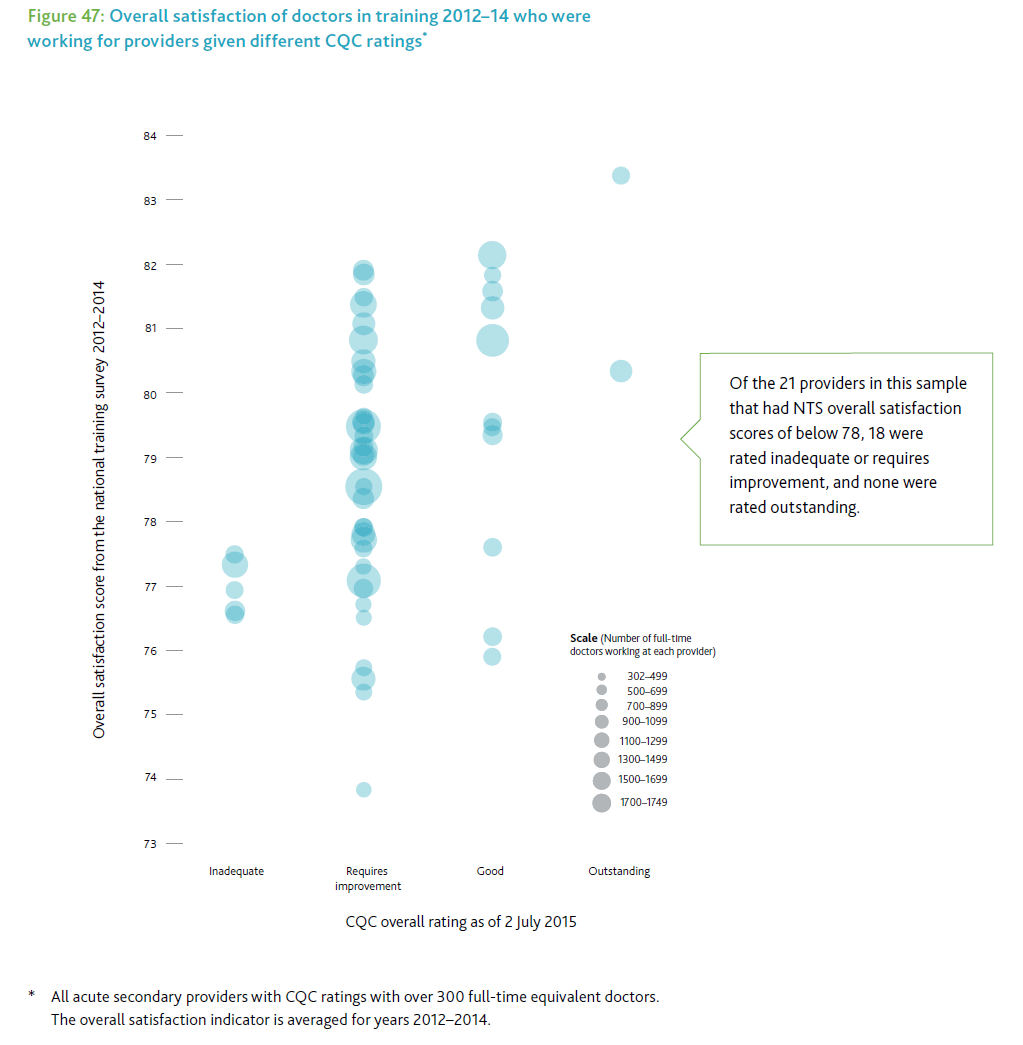 Figure 47: Overall satisfaction of doctors in training 2012–14 who were
working for providers given different CQC ratings*
84
83
82
81
80
79
78
77
76
75
74
73
Overall satisfaction score from the national training survey 2012–2014
Of the 21 providers in this sample
that had NTS overall satisfaction
scores of below 78, 18 were
rated inadequate or requires
improvement, and none were
rated outstanding.
Scale (Number of full-time
doctors working at each provider)
302–499
500–699
700–899
900–1099
1100–1299
1300–1499
1500–1699
1700–1749
Inadequate
Requires
improvement
Good
Outstanding
CQC overall rating as of 2 July 2015
* All acute secondary providers with CQC ratings with over 300 full-time equivalent doctors.
The overall satisfaction indicator is averaged for years 2012–2014.